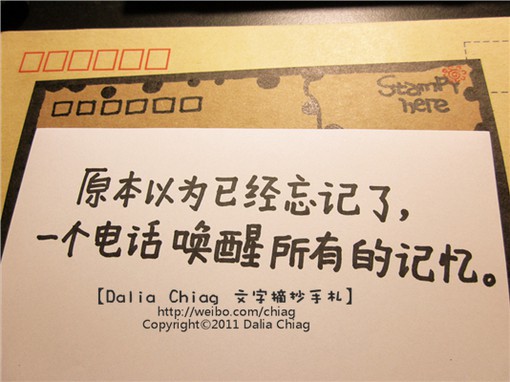 Stamp
here
原本以为已经忘记了,
一个电话唤醒所有的记忆。
【Dalia Chiag 文字摘抄手札】
http://weibo.com/chiag
Copyright©2011 Dalia Chiag